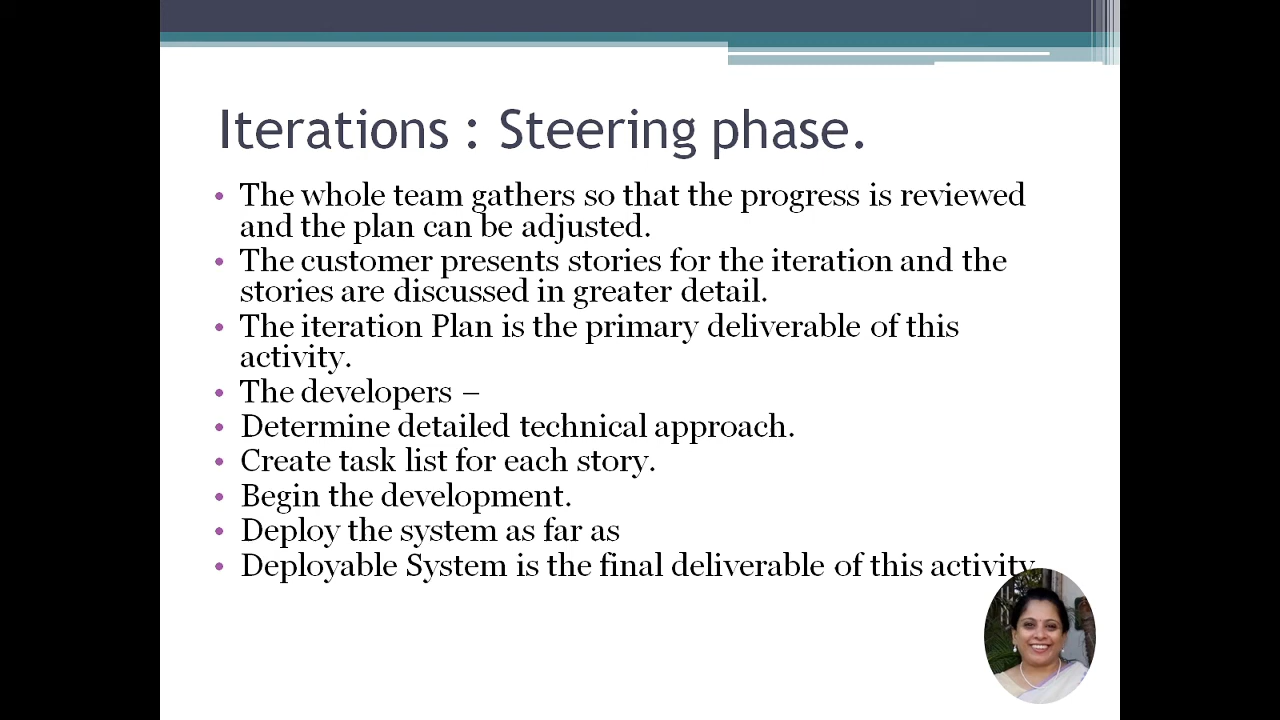 Iterations : Steering phase.
• The whole team gathers so that the progress is reviewed
and the plan can be adjusted.
• The customer presents stories for the iteration and the
stories are discussed in greater detail.
• The iteration Plan is the primary deliverable of this
activity.
• The developers –
• Determine detailed technical approach.
• Create task list for each story.
• Begin the development.
• Deploy the system as far as
• Deployable System is the final deliverable of this activity